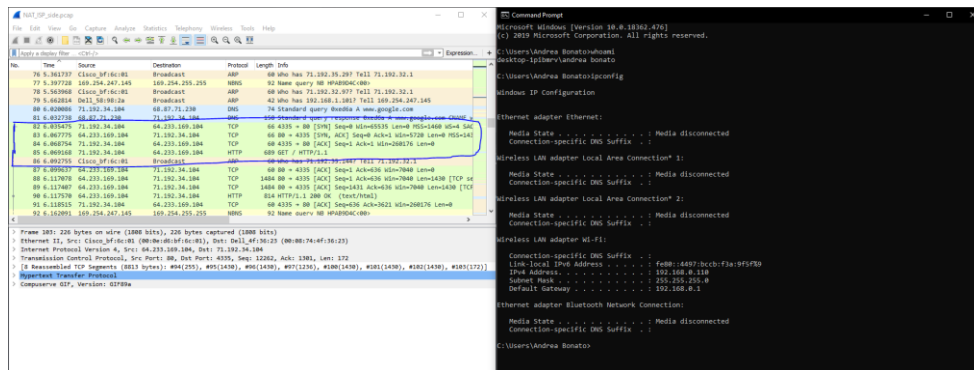 NAT_ISP_side.pcap
File Edit View Go Capture Analyze Statistics Telephony Wireless Tools Help
Apply a display filter ... <Ctrl-/>
Expression... +
No. Time Source Destination Protocol Length Info
76 5.361737 Cisco_bf:6c:01 Broadcast ARP 60 Who has 71.192.35.29? Tell 71.192.32.1
77 5.397728 169.254.247.145 169.254.255.255 NBNS 92 Name query NB HPAB9DAC<00>
78 5.563968 Cisco_bf:6c:01 Broadcast ARP 60 Who has 71.192.32.97? Tell 71.192.32.1
79 5.662814 Dell_58:98:2a Broadcast ARP 42 Who has 192.168.1.101? Tell 169.254.247.145
80 6.020086 71.192.34.104 68.87.71.230 DNS 74 Standard query 0xed6a A www.google.com
81 6.032738 68.87.71.230 71.192.34.104 DNS 158 Standard query response 0xed6a A www.google.com CNAME
82 6.035475 71.192.34.104 64.233.169.104 TCP 66 4335 → 80 [SYN] Seq=0 Win=65535 Len=0 MSS=1460 WS=4 SAC
83 6.067775 64.233.169.104 71.192.34.104 TCP 66 80 → 4335 [SYN, ACK] Seq=0 Ack=1 Win=5720 Len=0 MSS=143
84 6.068754 71.192.34.104 64.233.169.104 TCP 60 4335 → 80 [ACK] Seq=1 Ack=1 Win=260176 Len=0
85 6.069168 71.192.34.104 64.233.169.104 HTTP 689 GET / HTTP/1.1
86 6.092755 Cisco_bf:6c:01 Broadcast ARP 60 Who has Tell 71.192.32.1
87 6.099637 64.233.169.104 71.192.34.104 TCP 60 80 → 4335 [ACK] Seq=1 Ack=636 Win=7040 Len=0
88 6.117078 64.233.169.104 71.192.34.104 TCP 1484 80 → 4335 [ACK] Seq=1 Ack=636 Win=7040 Len=1430 [TCP se
89 6.117407 64.233.169.104 71.192.34.104 TCP 1484 80 → 4335 [ACK] Seq=1431 Ack=636 Win=7040 Len=1430 [TCP
90 6.117570 64.233.169.104 71.192.34.104 HTTP 814 HTTP/1.1 200 OK (text/html)
91 6.118515 71.192.34.104 64.233.169.104 TCP 60 4335 → 80 [ACK] Seq=636 Ack=3621 Win=260176 Len=0
92 6.162091 169.254.247.145 169.254.255.255 NBNS 92 Name query NB HPAB9DAC<00>
Frame 103: 226 bytes on wire (1808 bits), 226 bytes captured (1808 bits)
Ethernet II, Src: Cisco_bf:6c:01 (00:0e:d6:bf:6c:01), Dst: Dell_4f:36:23 (00:08:74:4f:36:23)
Internet Protocol Version 4, Src: 64.233.169.104, Dst: 71.192.34.104
Transmission Control Protocol, Src Port: 80, Dst Port: 4335, Seq: 12262, Ack: 1301, Len: 172
[8 Reassembled TCP Segments (8813 bytes): #94(255), #95(1430), #96(1430), #97(1236), #100(1430), #101(1430), #102(1430), #103(172)]
Hypertext Transfer Protocol
Compuserve GIF, Version: GIF89a
Command Prompt
Microsoft Windows [Version 10.0.18362.476]
(c) 2019 Microsoft Corporation. All rights reserved.
C:\Users\Andrea Bonato>whoami
desktop-ip1bmrv\andrea bonato
C:\Users\Andrea Bonato>ipconfig
Windows IP Configuration
Ethernet adapter Ethernet:
Media State . . . . . . . . . . . : Media disconnected
Connection-specific DNS Suffix . :
Wireless LAN adapter Local Area Connection* 1:
Media State . . . . . . . . . . . : Media disconnected
Connection-specific DNS Suffix . :
Wireless LAN adapter Local Area Connection* 2:
Media State . . . . . . . . . . . : Media disconnected
Connection-specific DNS Suffix . :
Wireless LAN adapter Wi-Fi:
Connection-specific DNS Suffix . :
Link-local IPv6 Address . . . . . : fe80::4497:bccb:f3a:9f5f%9
IPv4 Address. . . . . . . . . . . : 192.168.0.110
Subnet Mask . . . . . . . . . . . : 255.255.255.0
Default Gateway . . . . . . . . . : 192.168.0.1
Ethernet adapter Bluetooth Network Connection:
Media State . . . . . . . . . . . : Media disconnected
Connection-specific DNS Suffix . :
C:\Users\Andrea Bonato>